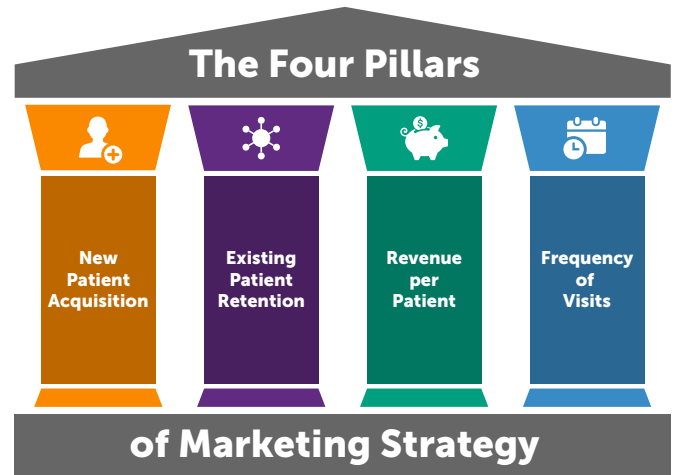 The Four Pillars
$
New
Patient
Acquisition
Existing
Patient
Retention
Revenue
per
Patient
Frequency
of
Visits
of Marketing Strategy